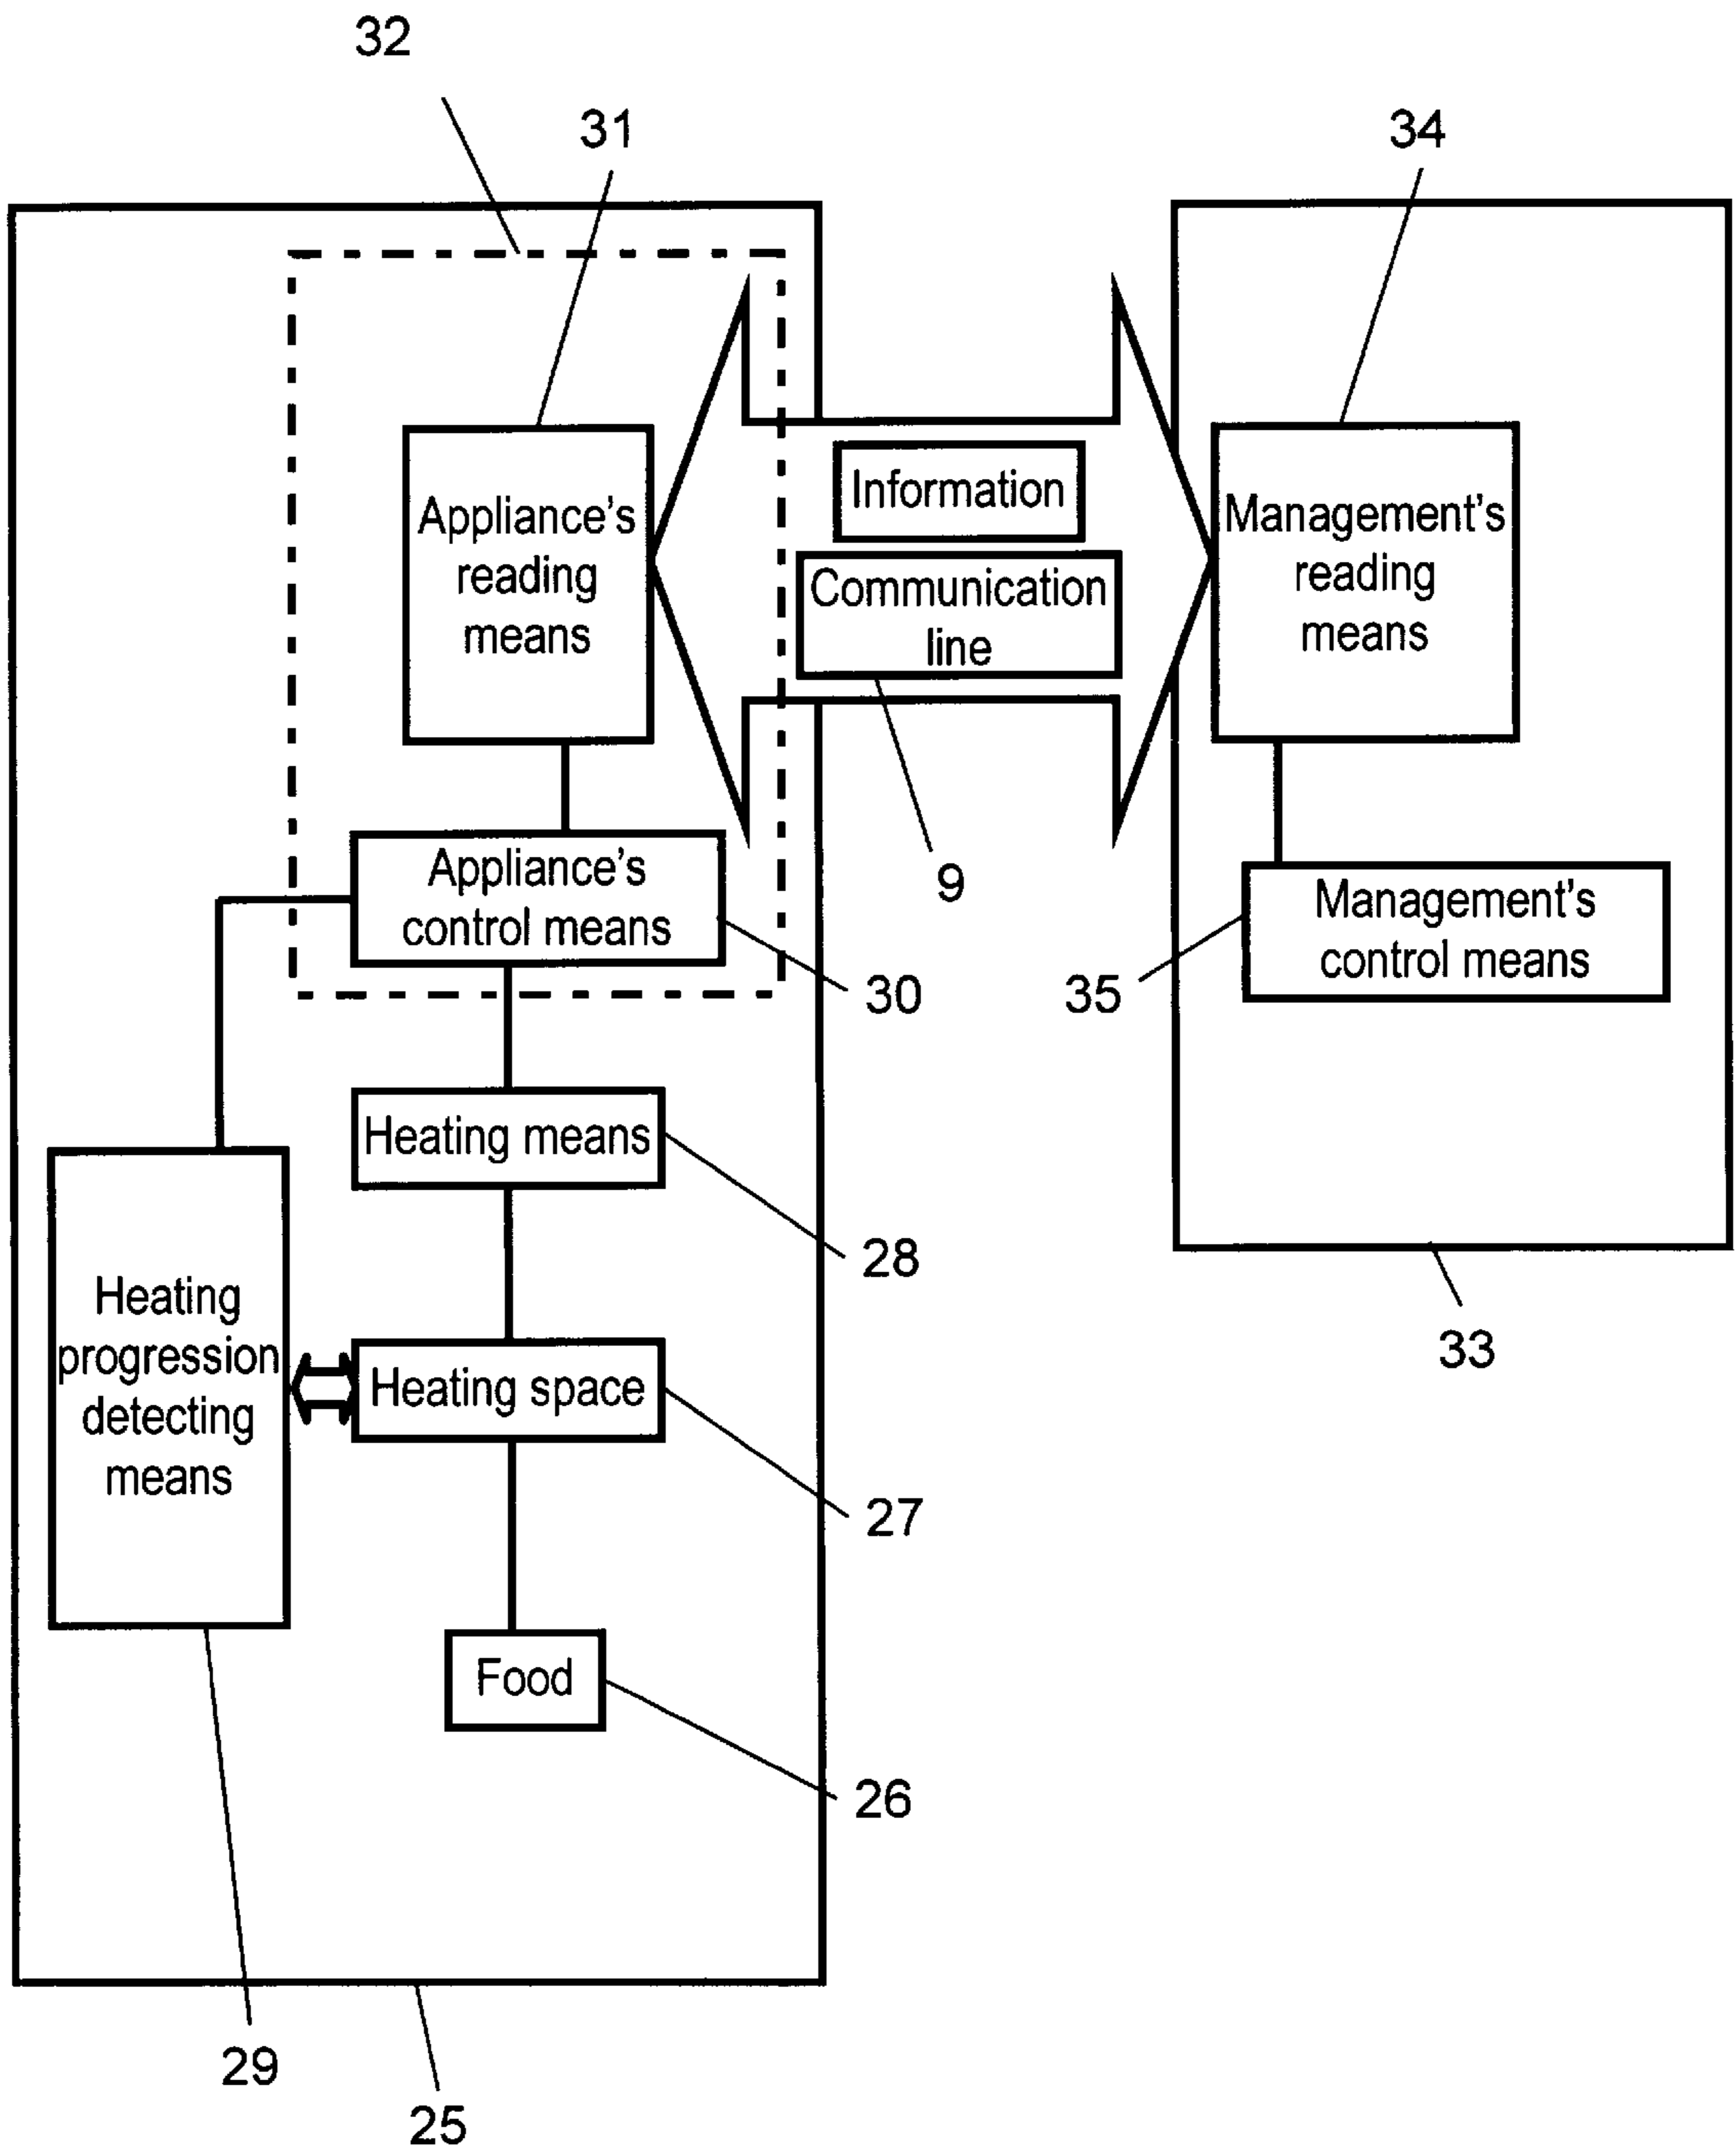 32
31
34
Appliance's
reading
means
Information
Communication
line
Management's
reading
means
9
Appliance's
control means
30
35
Management's
control means
Heating means
28
33
Heating
progression
detecting
means
Heating space
27
Food
26
29
25